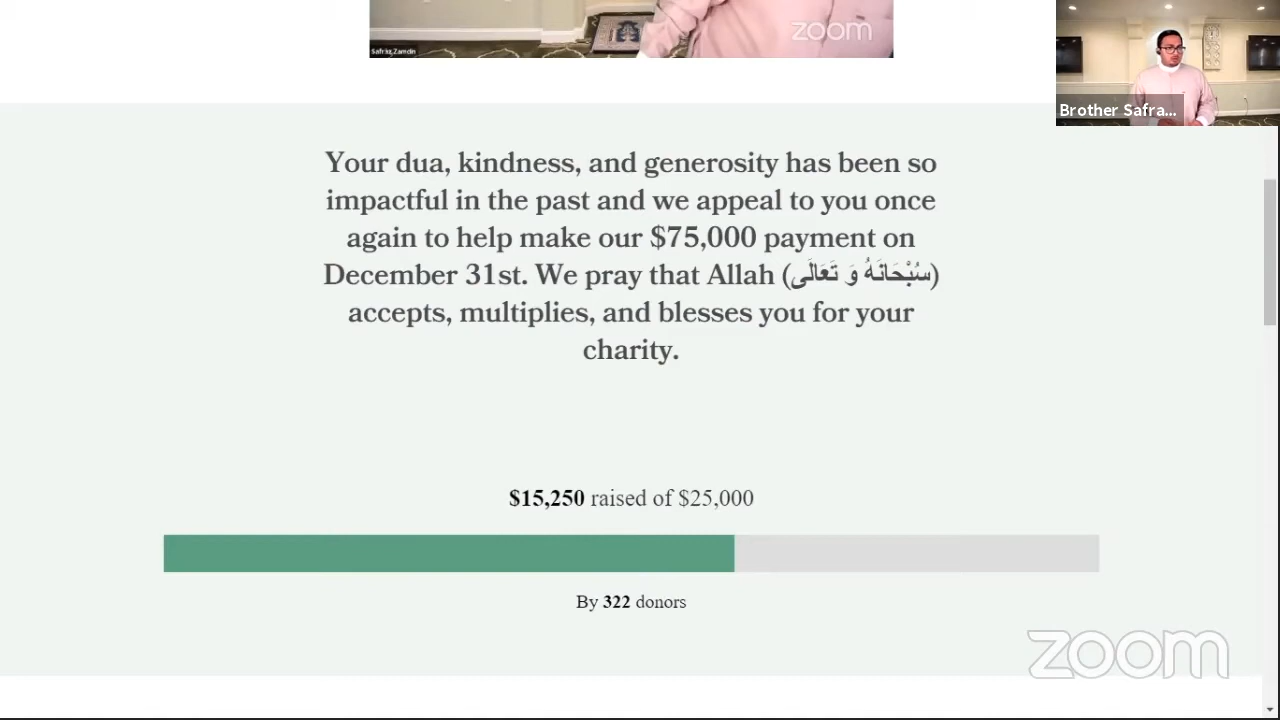 zoom
Brother Safra...
Your dua, kindness, and generosity has been so
impactful in the past and we appeal to you once
again to help make our $75,000 payment on
December 31st. We pray that Allah (سُبْحَانَهُ وَ تَعَالَى)
accepts, multiplies, and blesses you for your
charity.
$15,250 raised of $25,000
By 322 donors
zoom